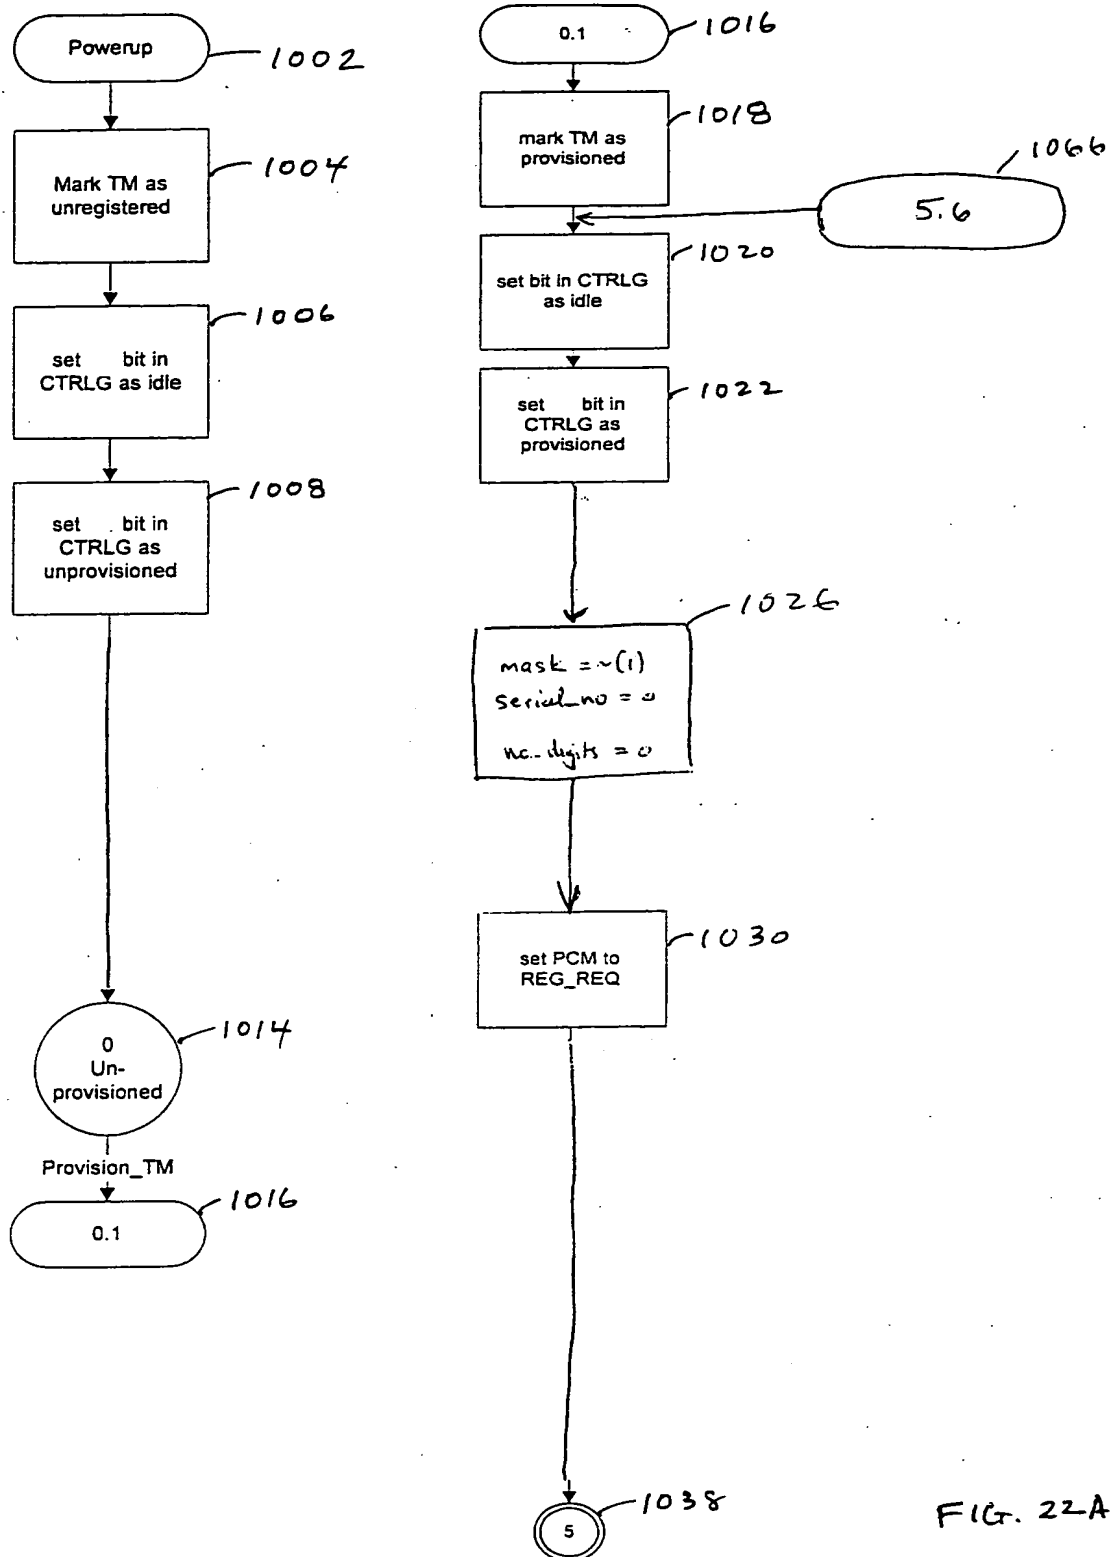 Powerup
1002
Mark TM as
unregistered
1004
set bit in
CTRLG as idle
1006
set bit in
CTRLG as
unprovisioned
1008
0
Un-
provisioned
1014
Provision_TM
0.1
1016
0.1
1016
mark TM as
provisioned
1018
5.6
1066
set bit in CTRLG
as idle
1020
set bit in
CTRLG as
provisioned
1022
mask = ~(1)
serial_no = 0
no_digits = 0
1026
set PCM to
REG_REQ
1030
5
1038
FIG. 22A